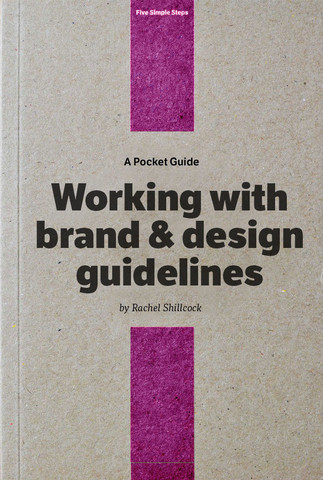 Five Simple Steps
A Pocket Guide
Working with
brand & design
guidelines
by Rachel Shillcock